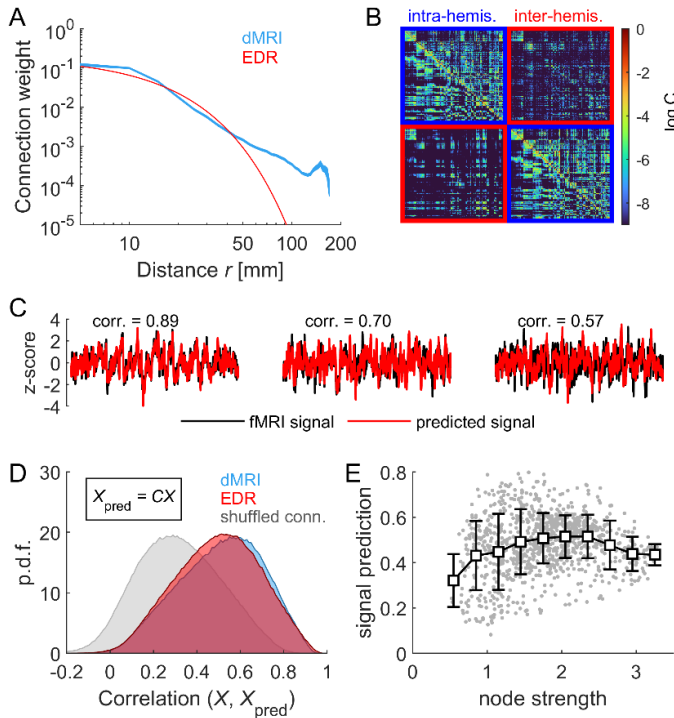 A
dMRI
EDR
10^0
10^-1
10^-2
10^-3
10^-4
10^-5
Connection weight
10
50
100
200
Distance r [mm]
B
intra-hemis.
inter-hemis.
0
-2
-4
-6
-8
log C
C
corr. = 0.89
corr. = 0.70
corr. = 0.57
4
2
0
-2
-4
z-score
fMRI signal
predicted signal
D
X_pred = CX
dMRI
EDR
shuffled conn.
30
20
10
0
p.d.f.
-0.2
0
0.2
0.4
0.6
0.8
1
Correlation (X, X_pred)
E
0.8
0.6
0.4
0.2
0
signal prediction
0
1
2
3
node strength